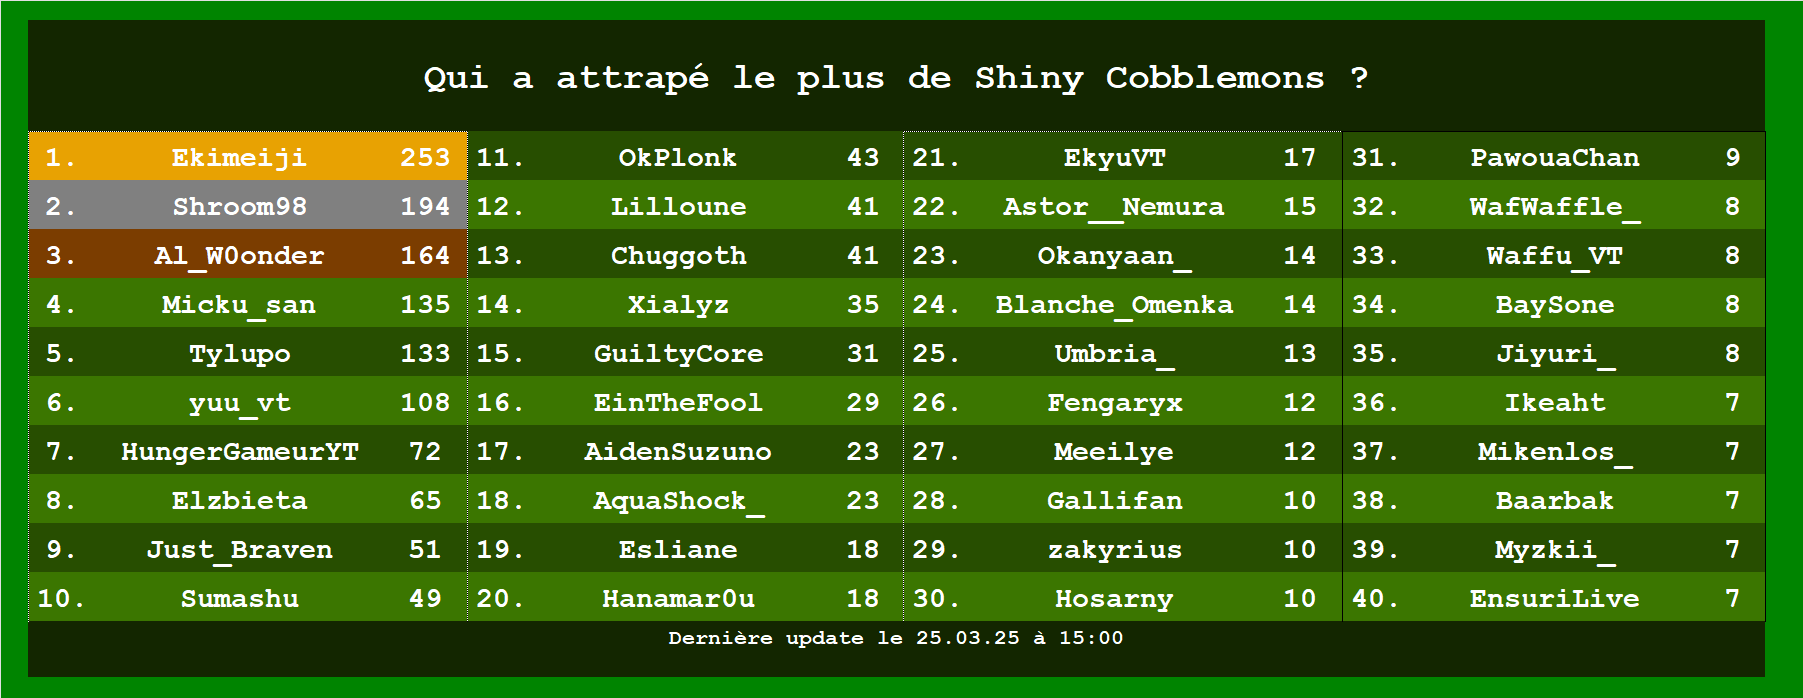 Qui a attrapé le plus de Shiny Cobblemons ?
1. Ekimeiji 253
2. Shroom98 194
3. Al_W0onder 164
4. Micku_san 135
5. Tylupo 133
6. yuu_vt 108
7. HungerGameurYT 72
8. Elzbieta 65
9. Just_Braven 51
10. Sumashu 49
11. OkPlonk 43
12. Lilloune 41
13. Chuggoth 41
14. Xialyz 35
15. GuiltyCore 31
16. EinTheFool 29
17. AidenSuzuno 23
18. AquaShock_ 23
19. Esliane 18
20. Hanamar0u 18
21. EkyuVT 17
22. Astor__Nemura 15
23. Okanyaan_ 14
24. Blanche_Omenka 14
25. Umbria_ 13
26. Fengaryx 12
27. Meeilye 12
28. Gallifan 10
29. zakyrius 10
30. Hosarny 10
31. PawouaChan 9
32. WafWaffle_ 8
33. Waffu_VT 8
34. BaySone 8
35. Jiyuri_ 8
36. Ikeaht 7
37. Mikenlos_ 7
38. Baarbak 7
39. Myzkii_ 7
40. EnsuriLive 7
Dernière update le 25.03.25 à 15:00